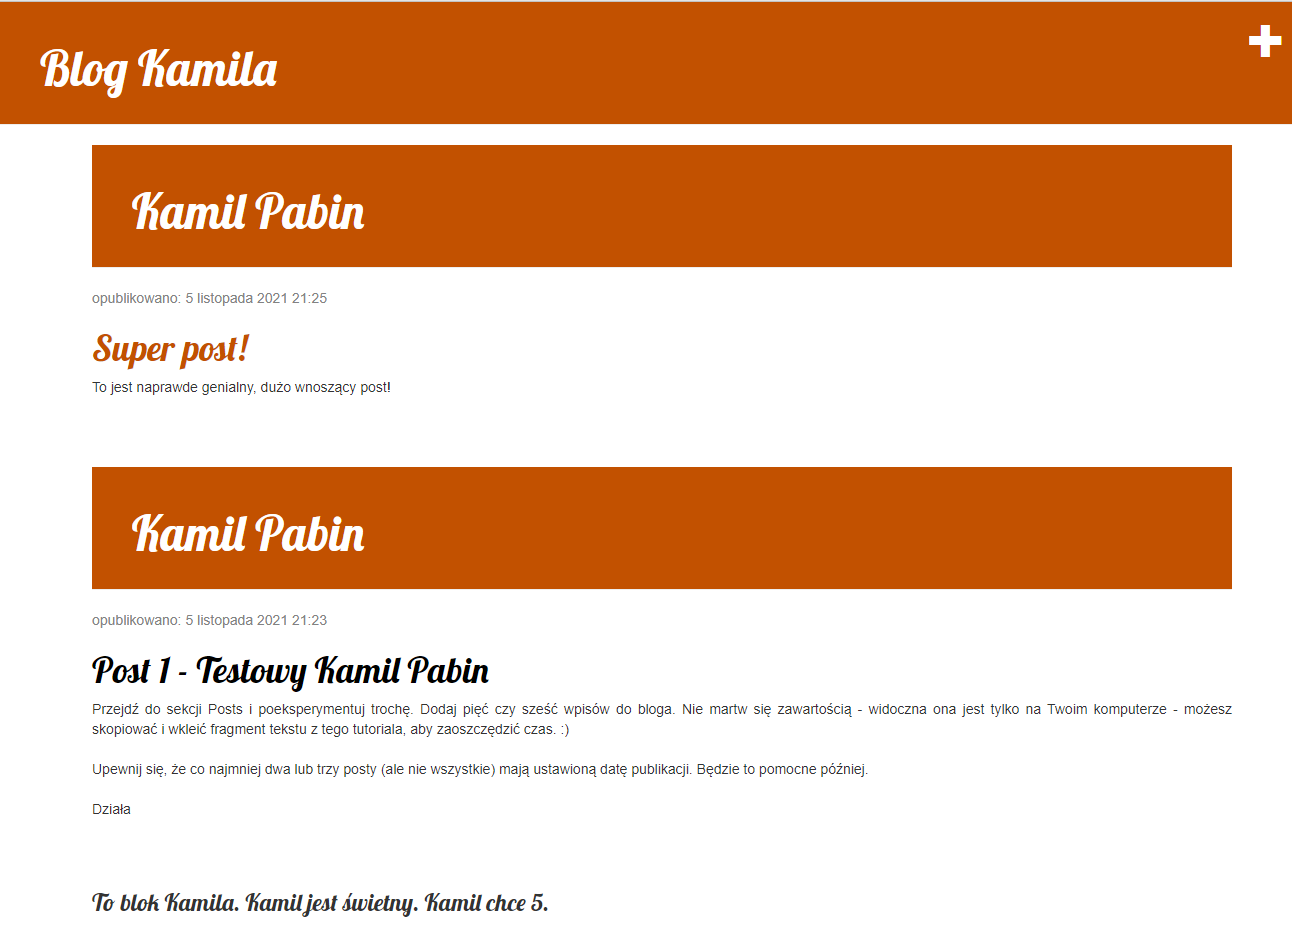 Blog Kamila
Kamil Pabin
opublikowano: 5 listopada 2021 21:25
Super post!
To jest naprawde genialny, dużo wnoszący post!
Kamil Pabin
opublikowano: 5 listopada 2021 21:23
Post 1 - Testowy Kamil Pabin
Przejdź do sekcji Posts i poeksperymentuj trochę. Dodaj pięć czy sześć wpisów do bloga. Nie martw się zawartością - widoczna ona jest tylko na Twoim komputerze - możesz
skopiować i wkleić fragment tekstu z tego tutoriala, aby zaoszczędzić czas. :)
Upewnij się, że co najmniej dwa lub trzy posty (ale nie wszystkie) mają ustawioną datę publikacji. Będzie to pomocne później.
Działa
To blok Kamila. Kamil jest świetny. Kamil chce 5.